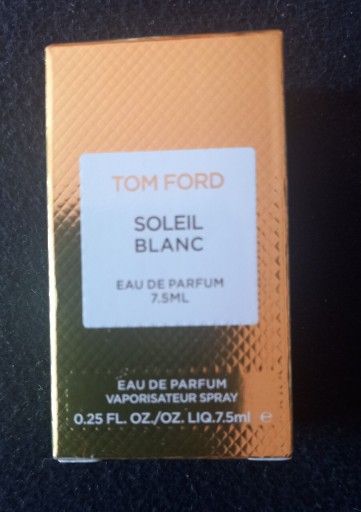 TOM FORD
SOLEIL
BLANC
EAU DE PARFUM
7.5ML
EAU DE PARFUM
VAPORISATEUR SPRAY
0.25 FL. OZ./OZ. LIQ.7.5ml ℮